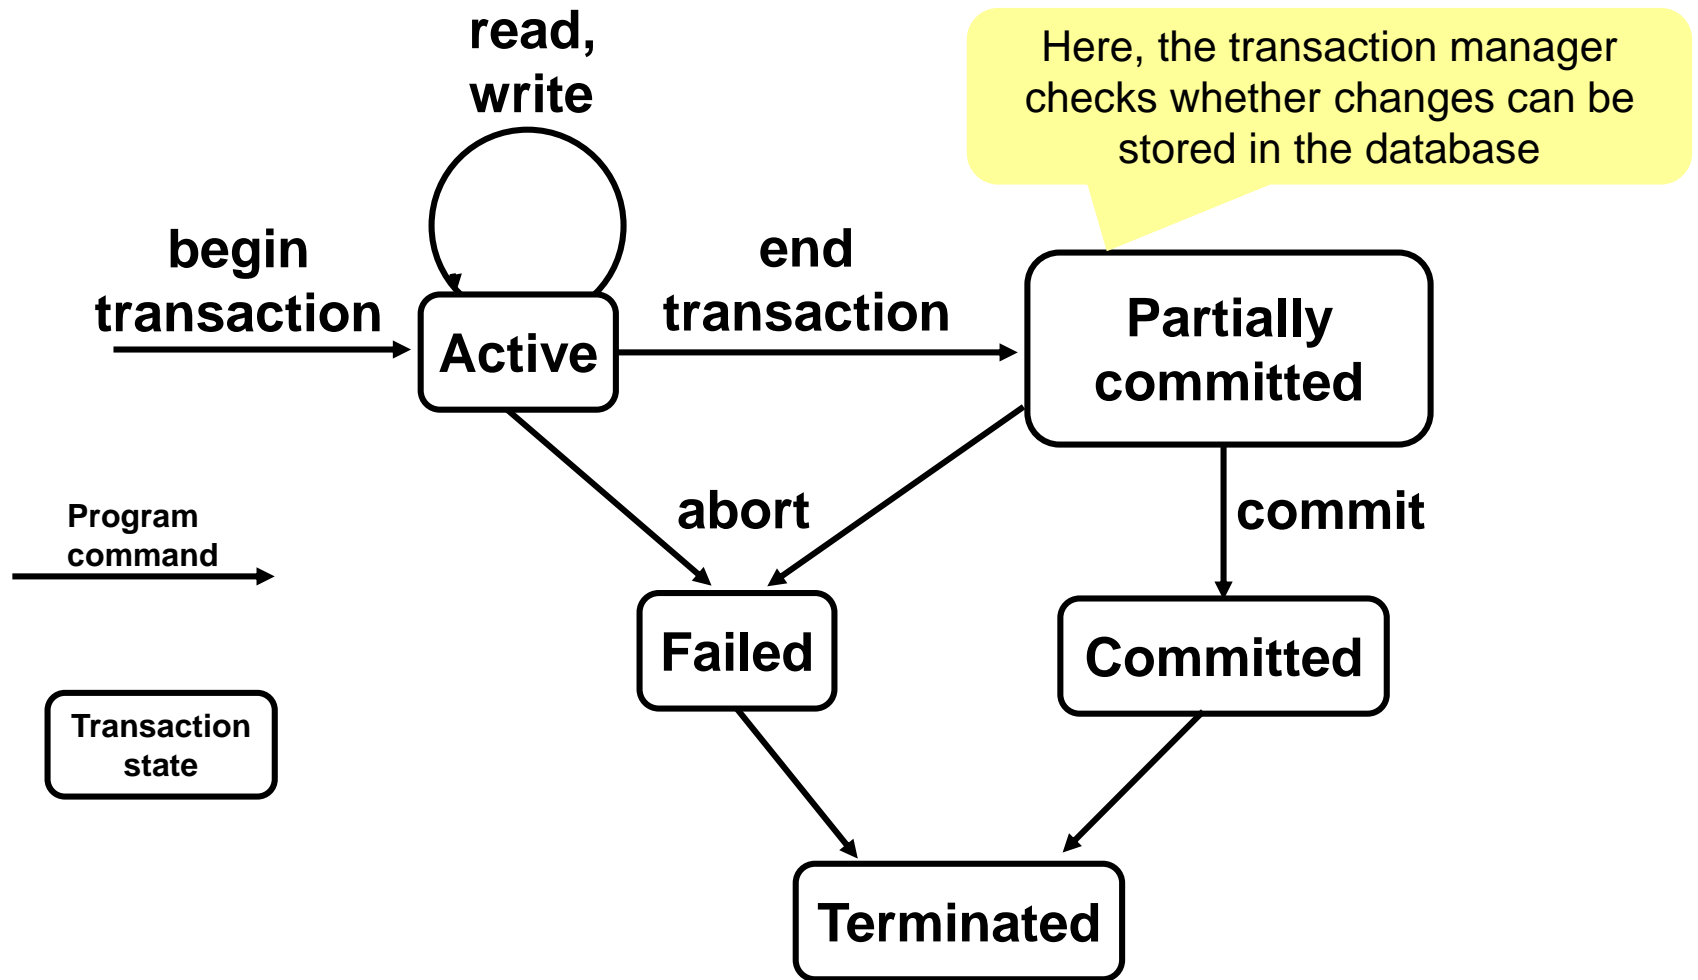 read,
write
Here, the transaction manager
checks whether changes can be
stored in the database
begin
transaction
end
transaction
Active
Partially
committed
abort
commit
Program
command
Failed
Committed
Transaction
state
Terminated